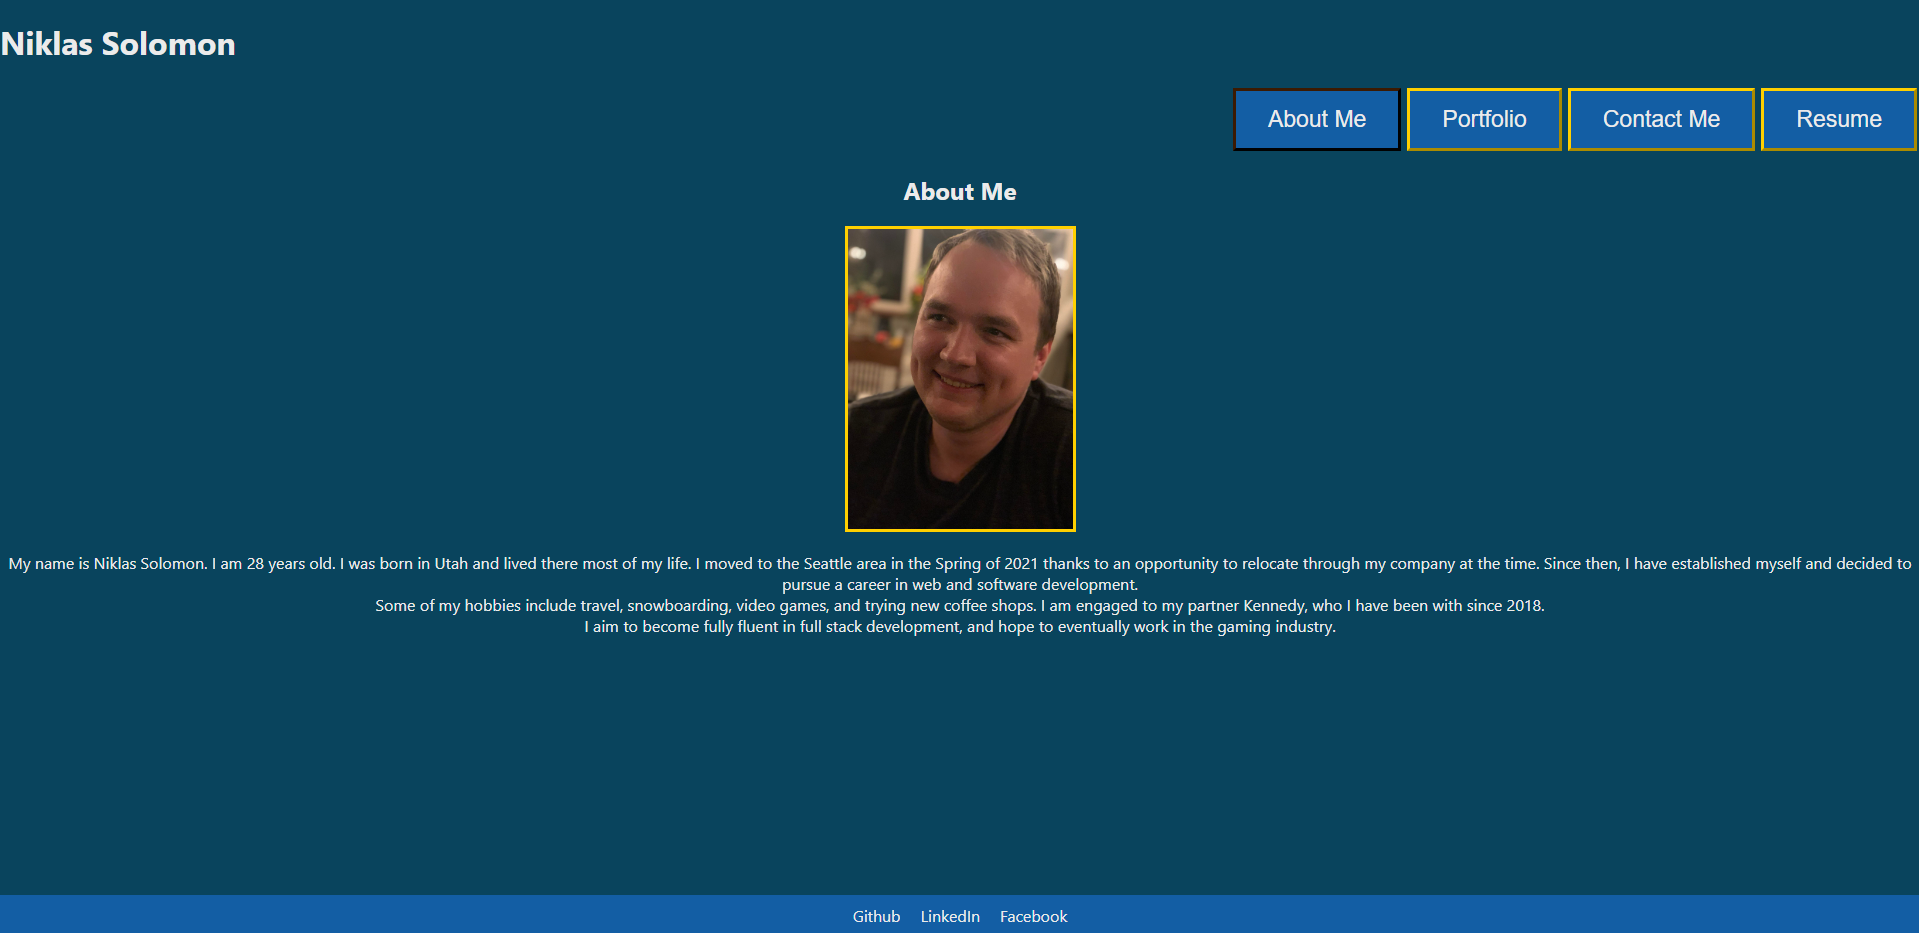 Niklas Solomon
About Me Portfolio Contact Me Resume
About Me
My name is Niklas Solomon. I am 28 years old. I was born in Utah and lived there most of my life. I moved to the Seattle area in the Spring of 2021 thanks to an opportunity to relocate through my company at the time. Since then, I have established myself and decided to
pursue a career in web and software development.
Some of my hobbies include travel, snowboarding, video games, and trying new coffee shops. I am engaged to my partner Kennedy, who I have been with since 2018.
I aim to become fully fluent in full stack development, and hope to eventually work in the gaming industry.
Github LinkedIn Facebook